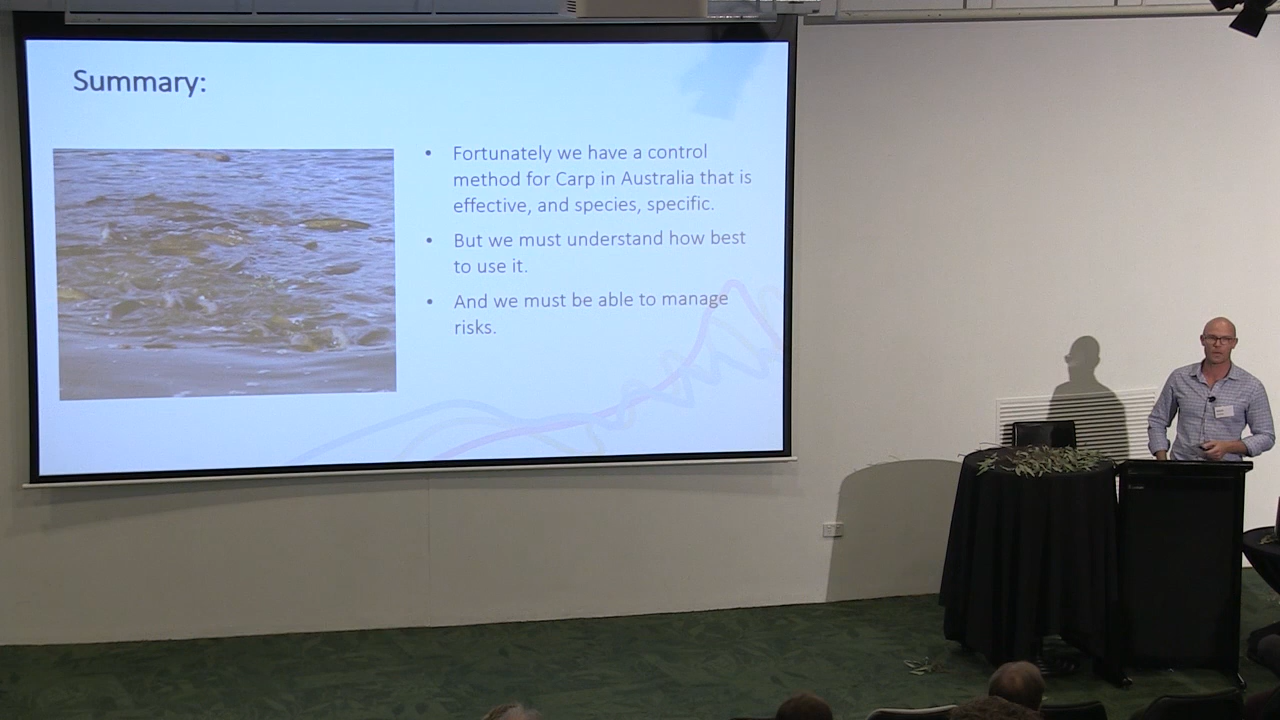 Summary:
• Fortunately we have a control
method for Carp in Australia that is
effective, and species, specific.
• But we must understand how best
to use it.
• And we must be able to manage
risks.